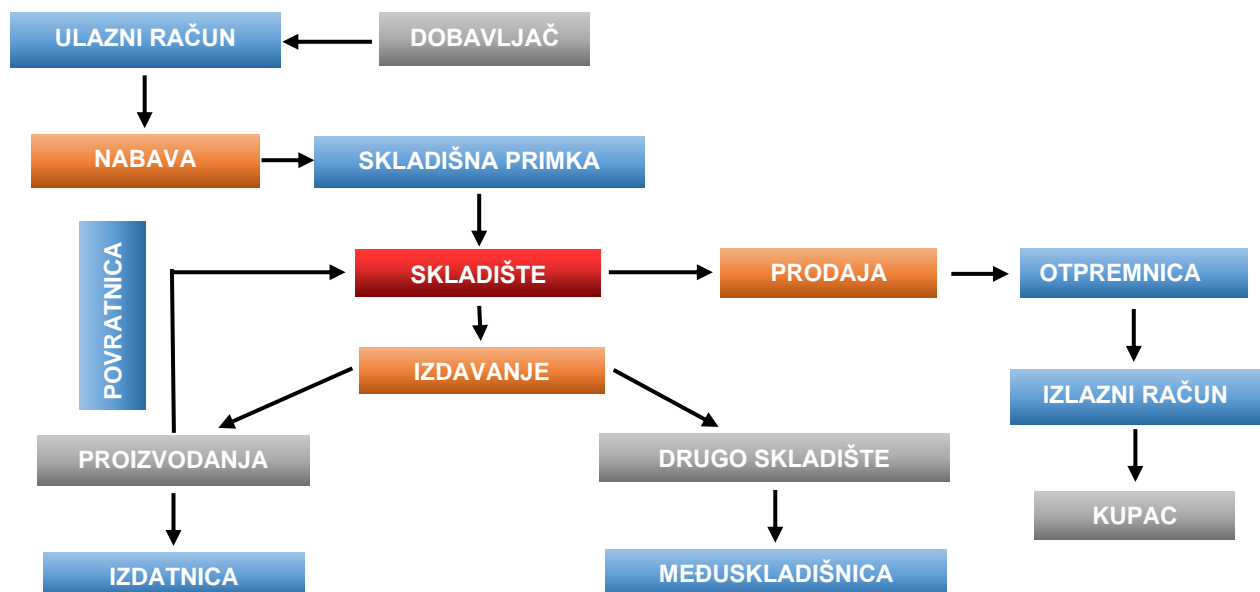 ULAZNI RAČUN
DOBAVLJAČ
NABAVA
SKLADIŠNA PRIMKA
POVRATNICA
SKLADIŠTE
PRODAJA
OTPREMNICA
IZDAVANJE
IZLAZNI RAČUN
PROIZVODANJA
DRUGO SKLADIŠTE
KUPAC
IZDATNICA
MEĐUSKLADIŠNICA